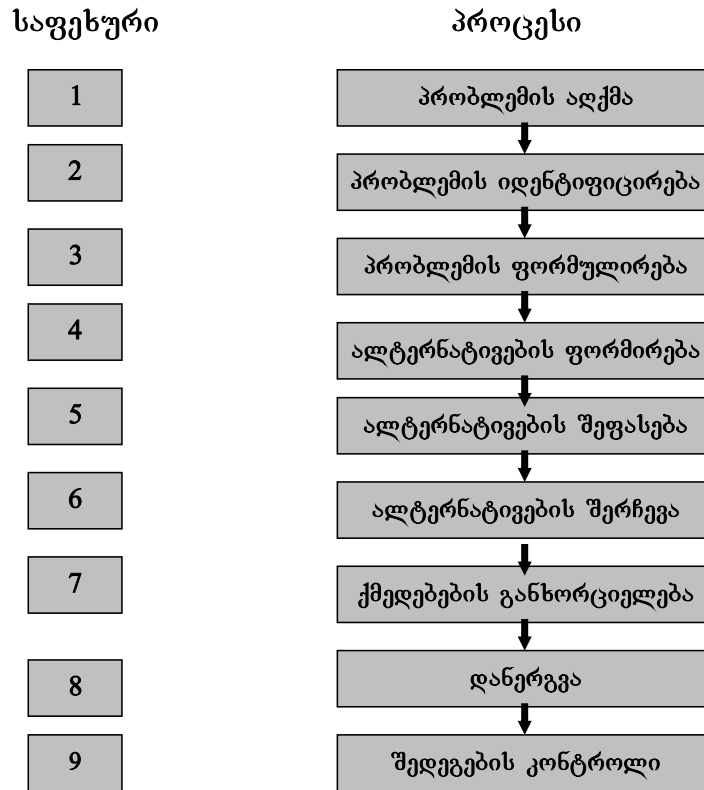 საფეხური პროცესი
1 პრობლემის აღქმა
2 პრობლემის იდენტიფიცირება
3 პრობლემის ფორმულირება
4 ალტერნატივების ფორმირება
5 ალტერნატივების შეფასება
6 ალტერნატივების შერჩევა
7 ქმედებების განხორციელება
8 დანერგვა
9 შედეგების კონტროლი